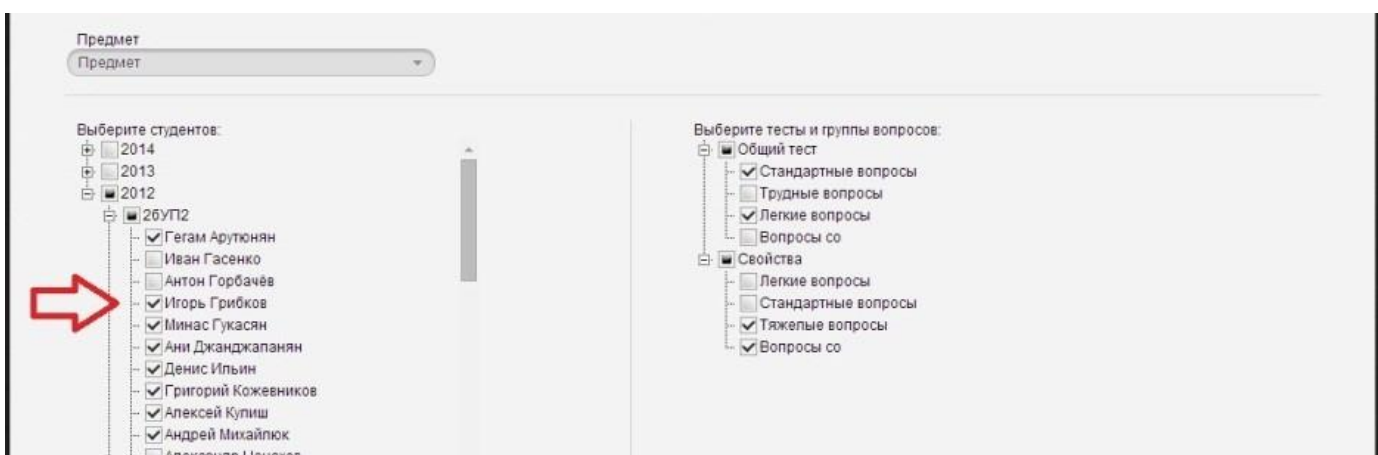 Предмет
Предмет
Выберите студентов:
2014
2013
2012
26УП2
Гегам Арутюнян
Иван Гасенко
Антон Горбачёв
Игорь Грибков
Минас Гукасян
Ани Джанджапанян
Денис Ильин
Григорий Кожевников
Алексей Купиш
Андрей Михайлюк
Выберите тесты и группы вопросов:
Общий тест
Стандартные вопросы
Трудные вопросы
Легкие вопросы
Вопросы со
Свойства
Легкие вопросы
Стандартные вопросы
Тяжелые вопросы
Вопросы со